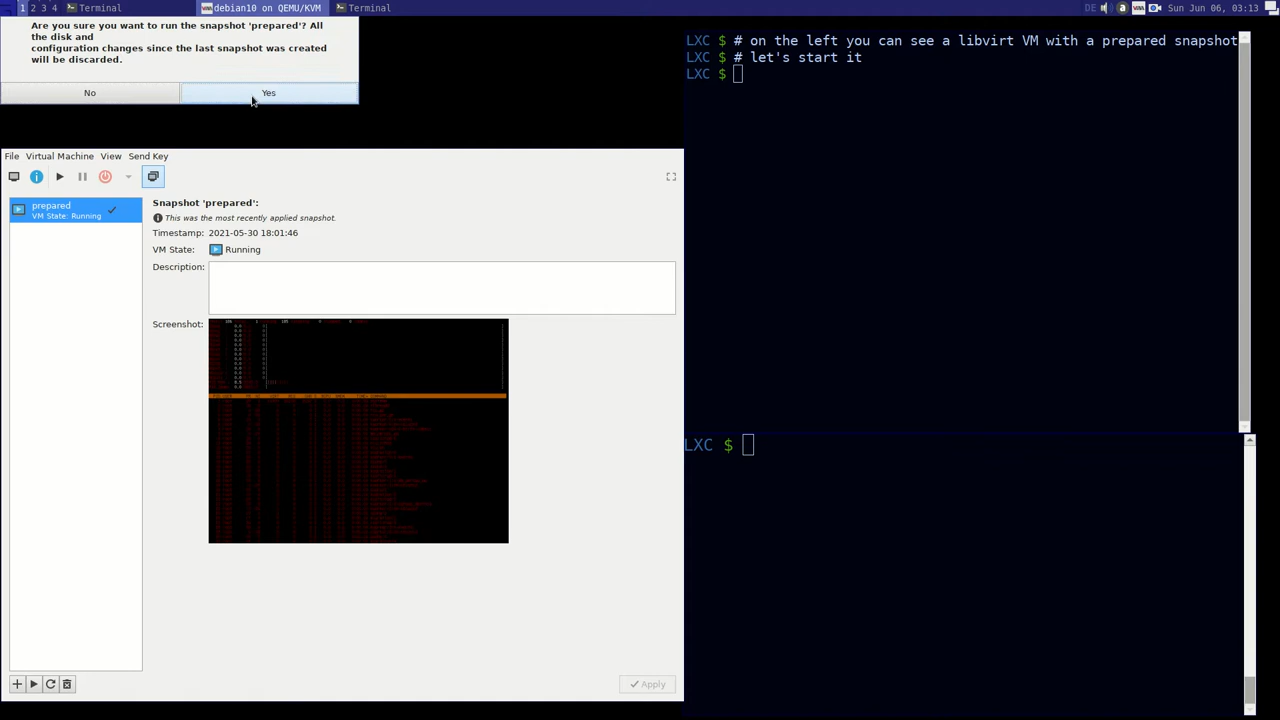 1 2 3 4 Terminal debian10 on QEMU/KVM Terminal DE Sun Jun 06, 03:13
Are you sure you want to run the snapshot 'prepared'? All
the disk and
configuration changes since the last snapshot was created
will be discarded.
No Yes
LXC $ # on the left you can see a libvirt VM with a prepared snapshot
LXC $ # let's start it
LXC $
File Virtual Machine View Send Key
prepared
VM State: Running
Snapshot 'prepared':
This was the most recently applied snapshot.
Timestamp: 2021-05-30 18:01:46
VM State: Running
Description:
Screenshot:
Apply
LXC $